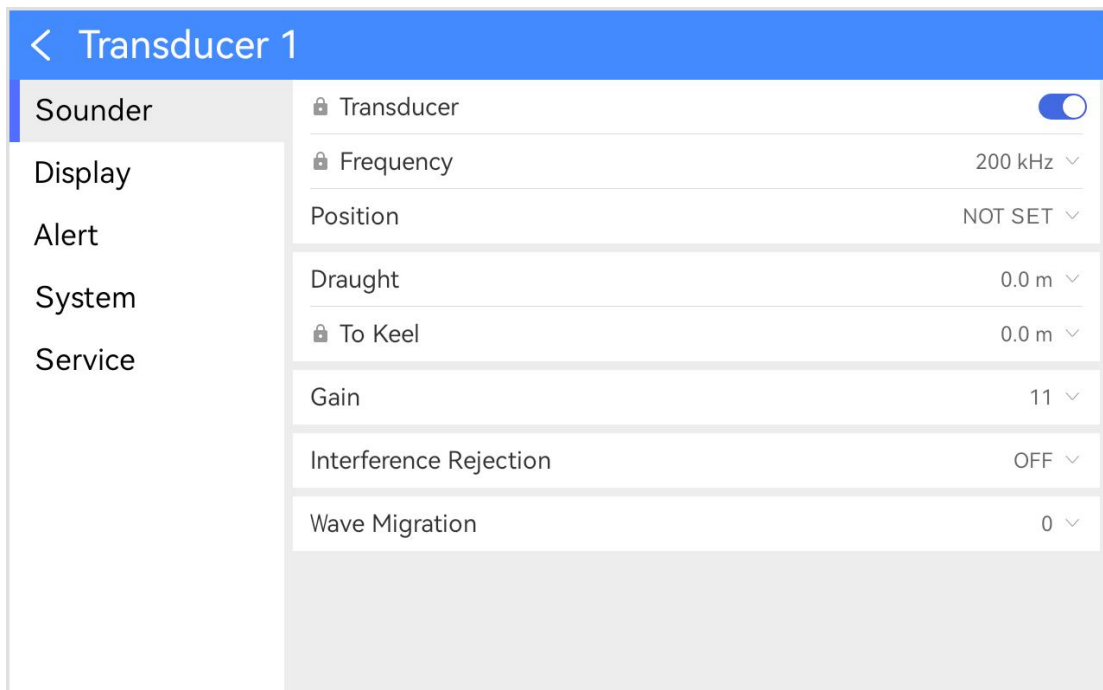 Transducer 1
Sounder
Display
Alert
System
Service
Transducer
Frequency 200 kHz
Position NOT SET
Draught 0.0 m
To Keel 0.0 m
Gain 11
Interference Rejection OFF
Wave Migration 0